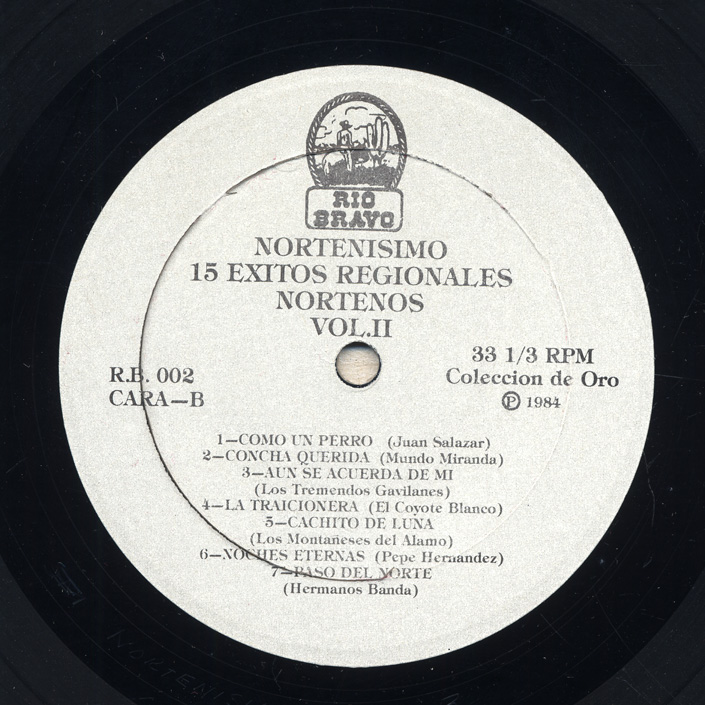 RIO
BRAVO
NORTENISIMO
15 EXITOS REGIONALES
NORTENOS
VOL.II
R.B. 002
CARA—B
33 1/3 RPM
Coleccion de Oro
Ⓟ 1984
1—COMO UN PERRO (Juan Salazar)
2—CONCHA QUERIDA (Mundo Miranda)
3—AUN SE ACUERDA DE MI
(Los Tremendos Gavilanes)
4—LA TRAICIONERA (El Coyote Blanco)
5—CACHITO DE LUNA
(Los Montañeses del Alamo)
6—NOCHES ETERNAS (Pepe Hernandez)
7—PASO DEL NORTE
(Hermanos Banda)